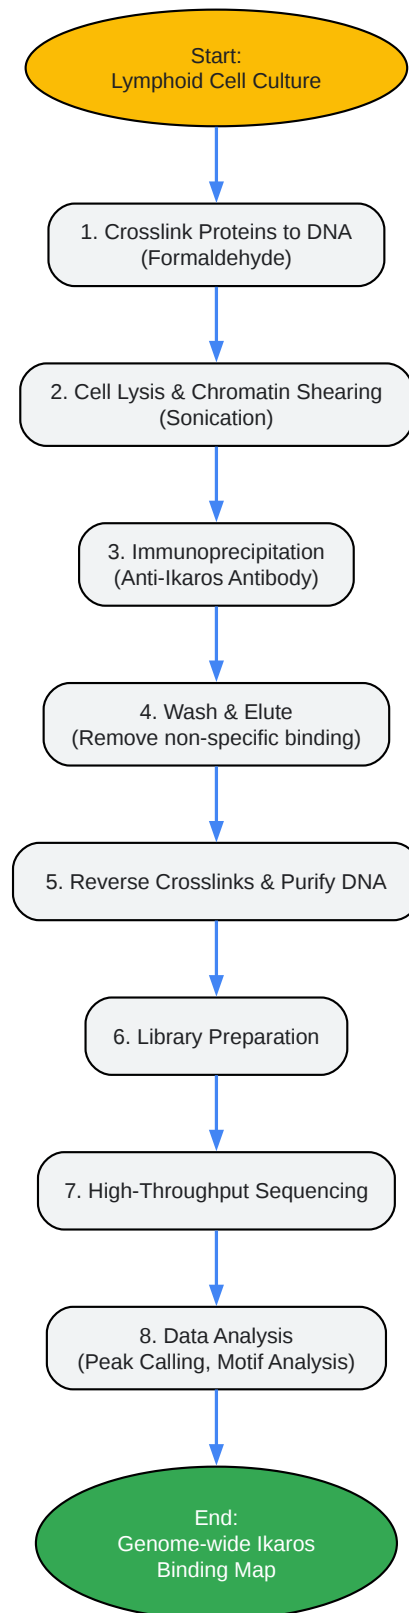 Start:
Lymphoid Cell Culture
1. Crosslink Proteins to DNA
(Formaldehyde)
2. Cell Lysis & Chromatin Shearing
(Sonication)
3. Immunoprecipitation
(Anti-Ikaros Antibody)
4. Wash & Elute
(Remove non-specific binding)
5. Reverse Crosslinks & Purify DNA
6. Library Preparation
7. High-Throughput Sequencing
8. Data Analysis
(Peak Calling, Motif Analysis)
End:
Genome-wide Ikaros
Binding Map